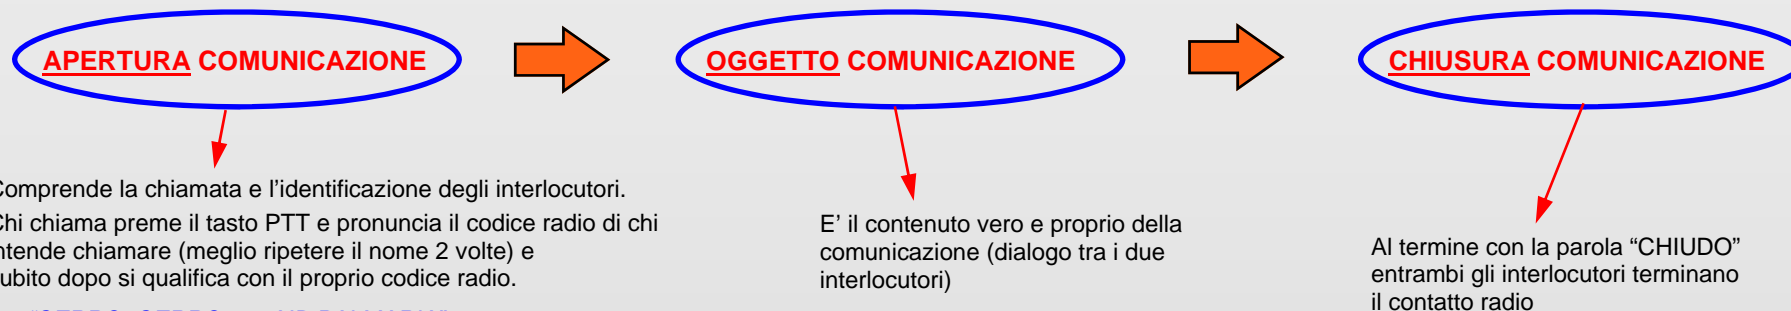 APERTURA COMUNICAZIONE
OGGETTO COMUNICAZIONE
CHIUSURA COMUNICAZIONE
Comprende la chiamata e l’identificazione degli interlocutori.
Chi chiama preme il tasto PTT e pronuncia il codice radio di chi
intende chiamare (meglio ripetere il nome 2 volte) e
subito dopo si qualifica con il proprio codice radio.
E’ il contenuto vero e proprio della
comunicazione (dialogo tra i due
interlocutori)
Al termine con la parola “CHIUDO”
entrambi gli interlocutori terminano
il contatto radio